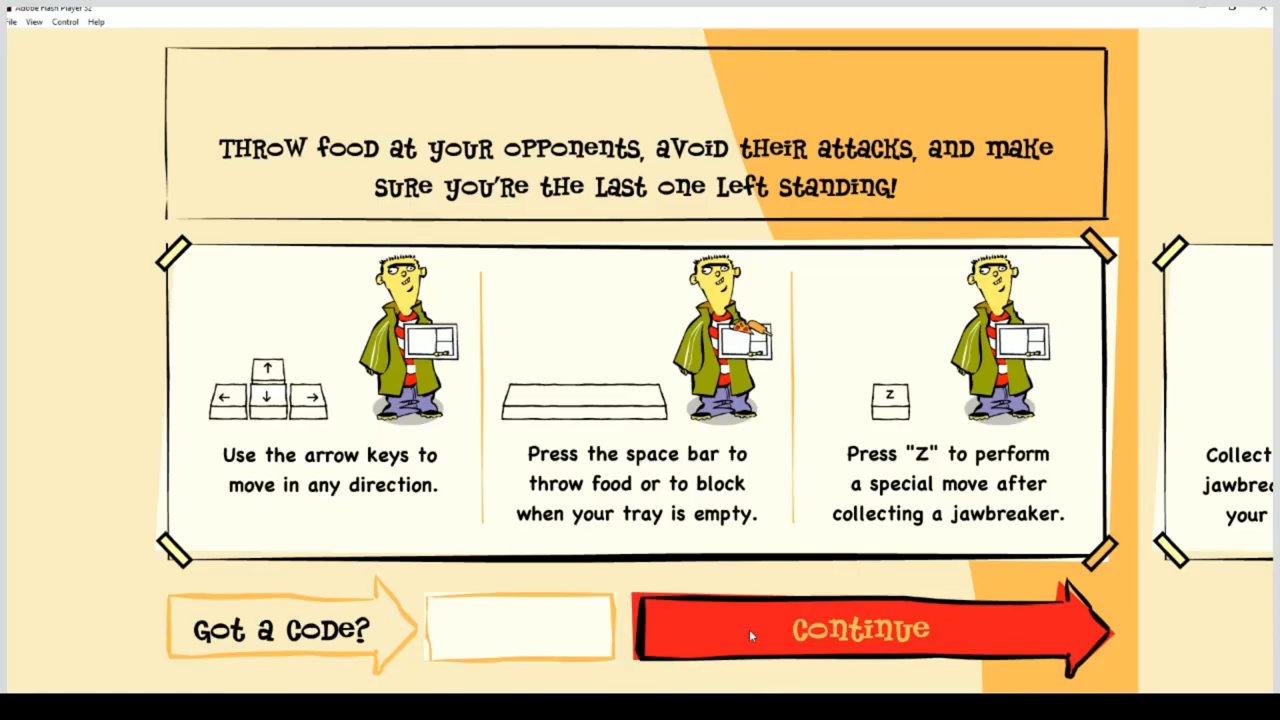 Adobe Flash Player 32
File View Control Help
THROW food at your opponents, avoid their attacks, and make
sure you're the last one left standing!
↑
← ↓ →
Z
Use the arrow keys to
move in any direction.
Press the space bar to
throw food or to block
when your tray is empty.
Press "Z" to perform
a special move after
collecting a jawbreaker.
Collect
jawbrea
your
Got a code?
Continue